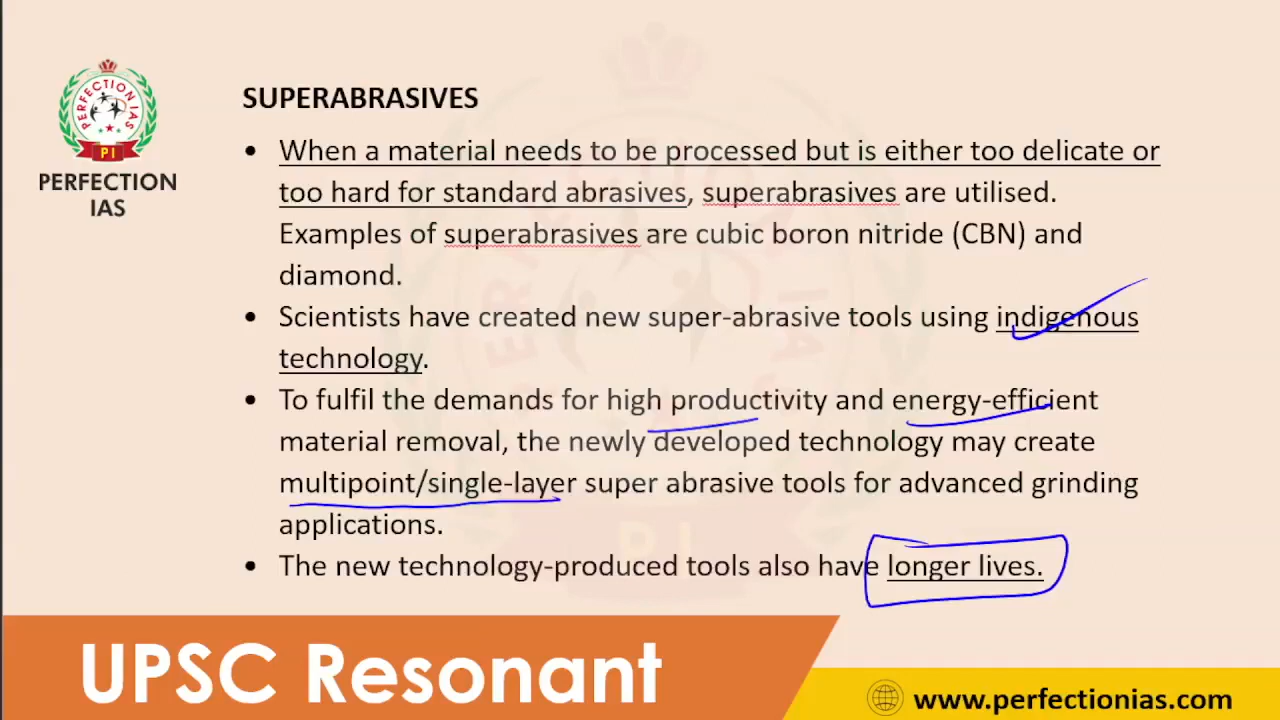 SUPERABRASIVES
• When a material needs to be processed but is either too delicate or
too hard for standard abrasives, superabrasives are utilised.
Examples of superabrasives are cubic boron nitride (CBN) and
diamond.
• Scientists have created new super-abrasive tools using indigenous
technology.
• To fulfil the demands for high productivity and energy-efficient
material removal, the newly developed technology may create
multipoint/single-layer super abrasive tools for advanced grinding
applications.
• The new technology-produced tools also have longer lives.
PERFECTION IAS
PI
PERFECTION
IAS
PERFECTION IAS
PI
UPSC Resonant
www.perfectionias.com